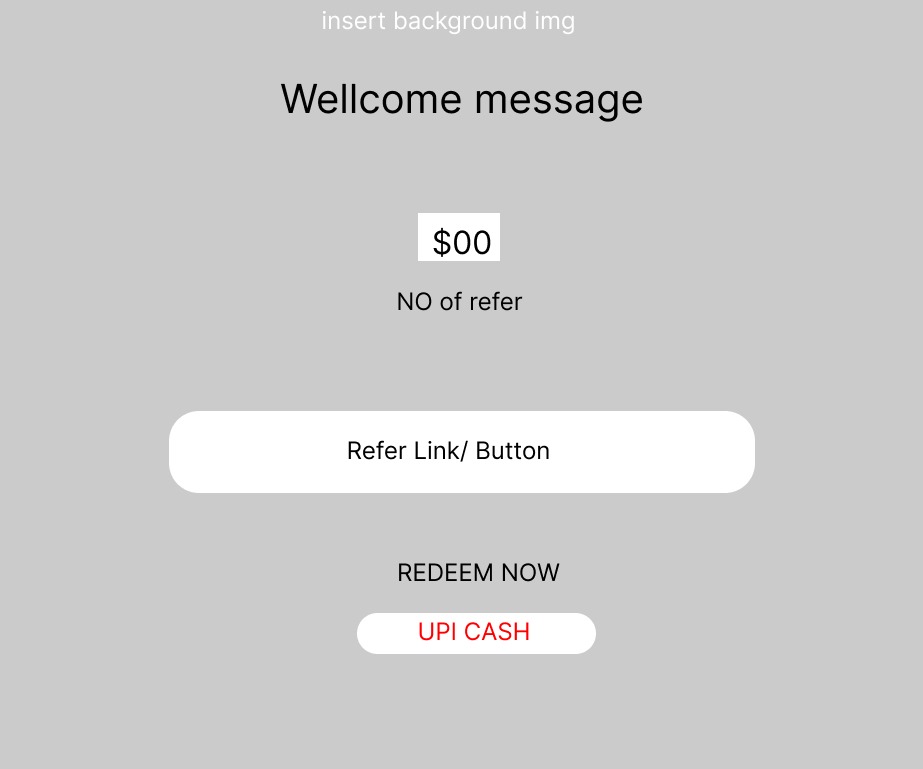 insert background img
Wellcome message
$00
NO of refer
Refer Link/ Button
REDEEM NOW
UPI CASH